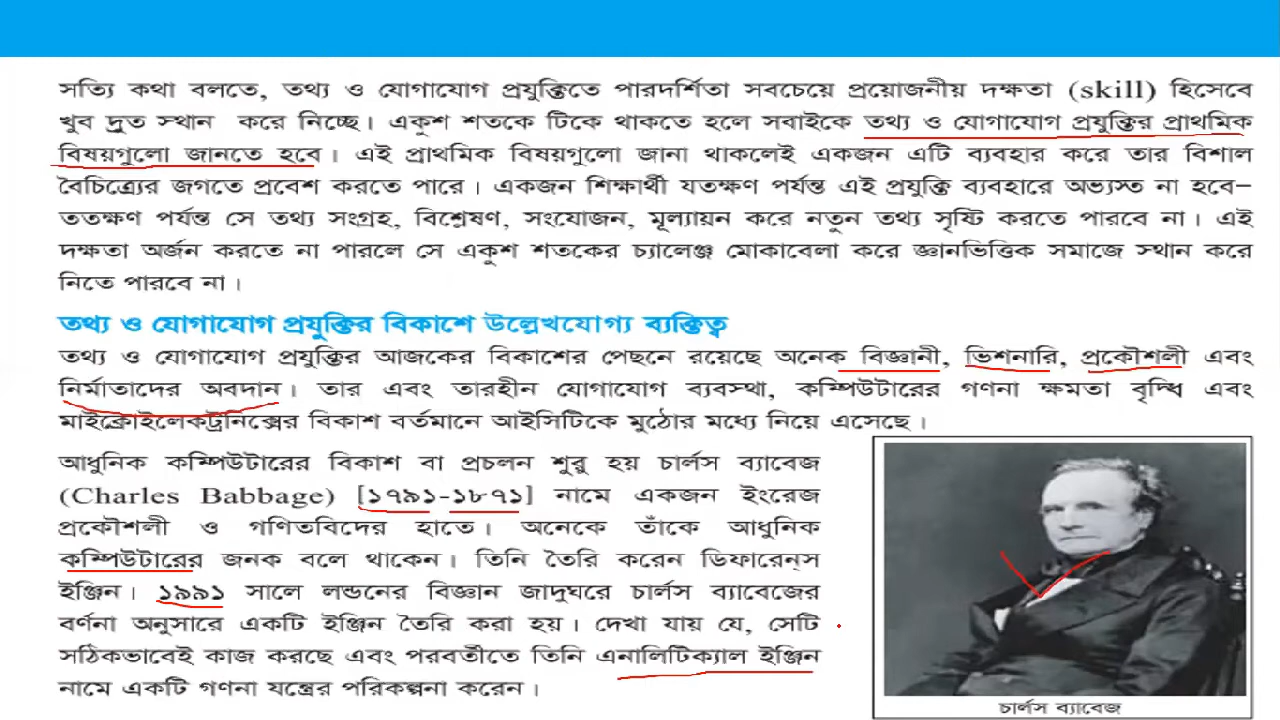 সত্যি কথা বলতে, তথ্য ও যোগাযোগ প্রযুক্তিতে পারদর্শিতা সবচেয়ে প্রয়োজনীয় দক্ষতা (skill) হিসেবে
খুব দ্রুত স্থান করে নিচ্ছে। একুশ শতকে টিকে থাকতে হলে সবাইকে তথ্য ও যোগাযোগ প্রযুক্তির প্রাথমিক
বিষয়গুলো জানতে হবে। এই প্রাথমিক বিষয়গুলো জানা থাকলেই একজন এটি ব্যবহার করে তার বিশাল
বৈচিত্র্যের জগতে প্রবেশ করতে পারে। একজন শিক্ষার্থী যতক্ষণ পর্যন্ত এই প্রযুক্তি ব্যবহারে অভ্যস্ত না হবে–
ততক্ষণ পর্যন্ত সে তথ্য সংগ্রহ, বিশ্লেষণ, সংযোজন, মূল্যায়ন করে নতুন তথ্য সৃষ্টি করতে পারবে না। এই
দক্ষতা অর্জন করতে না পারলে সে একুশ শতকের চ্যালেঞ্জ মোকাবেলা করে জ্ঞানভিত্তিক সমাজে স্থান করে
নিতে পারবে না।
তথ্য ও যোগাযোগ প্রযুক্তির বিকাশে উল্লেখযোগ্য ব্যক্তিত্ব
তথ্য ও যোগাযোগ প্রযুক্তির আজকের বিকাশের পেছনে রয়েছে অনেক বিজ্ঞানী, ভিশনারি, প্রকৌশলী এবং
নির্মাতাদের অবদান। তার এবং তারহীন যোগাযোগ ব্যবস্থা, কম্পিউটারের গণনা ক্ষমতা বৃদ্ধি এবং
মাইক্রোইলেকট্রনিক্সের বিকাশ বর্তমানে আইসিটিকে মুঠোর মধ্যে নিয়ে এসেছে।
আধুনিক কম্পিউটারের বিকাশ বা প্রচলন শুরু হয় চার্লস ব্যাবেজ
(Charles Babbage) [১৭৯১-১৮৭১] নামে একজন ইংরেজ
প্রকৌশলী ও গণিতবিদের হাতে। অনেকে তাঁকে আধুনিক
কম্পিউটারের জনক বলে থাকেন। তিনি তৈরি করেন ডিফারেন্স
ইঞ্জিন। ১৯৯১ সালে লন্ডনের বিজ্ঞান জাদুঘরে চার্লস ব্যাবেজের
বর্ণনা অনুসারে একটি ইঞ্জিন তৈরি করা হয়। দেখা যায় যে, সেটি
সঠিকভাবেই কাজ করছে এবং পরবর্তীতে তিনি এনালিটিক্যাল ইঞ্জিন
নামে একটি গণনা যন্ত্রের পরিকল্পনা করেন।
চার্লস ব্যাবেজ